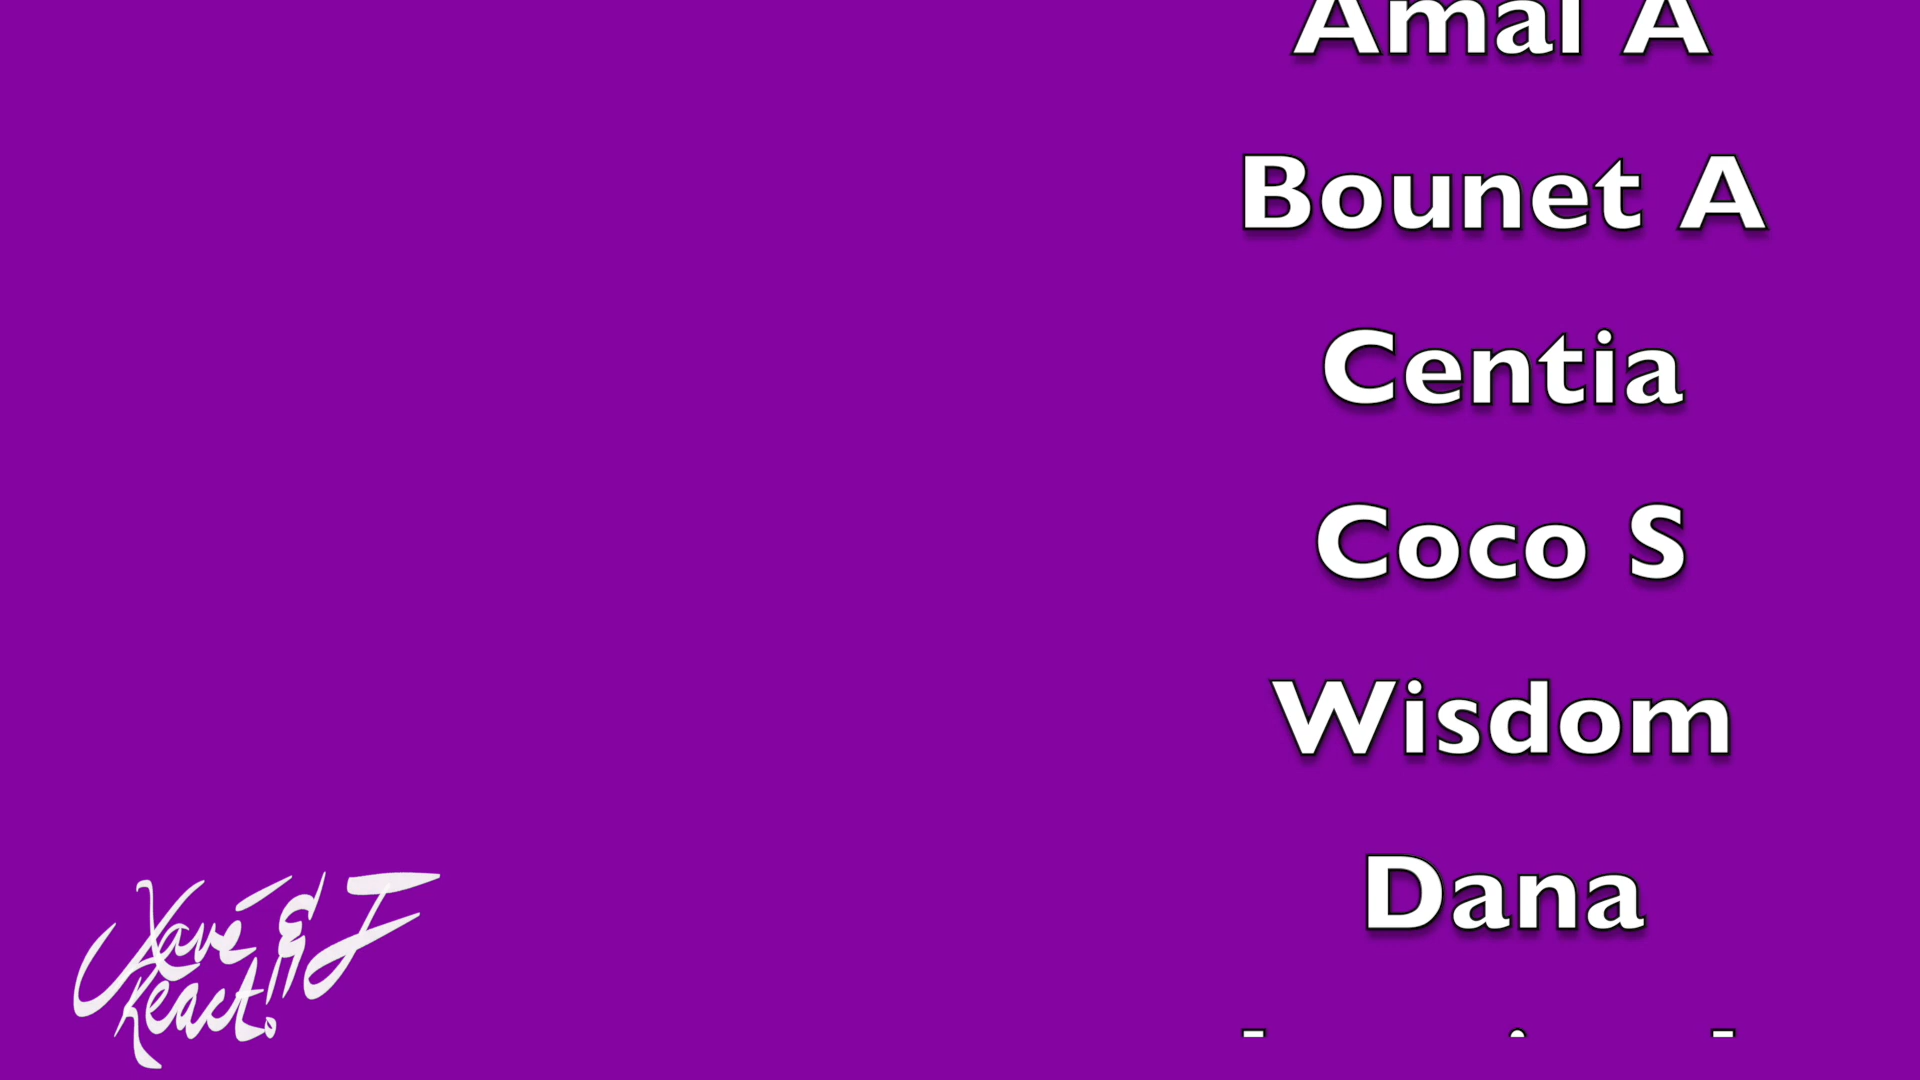 Amal A
Bounet A
Centia
Coco S
Wisdom
Dana
Xavé & J
React!!